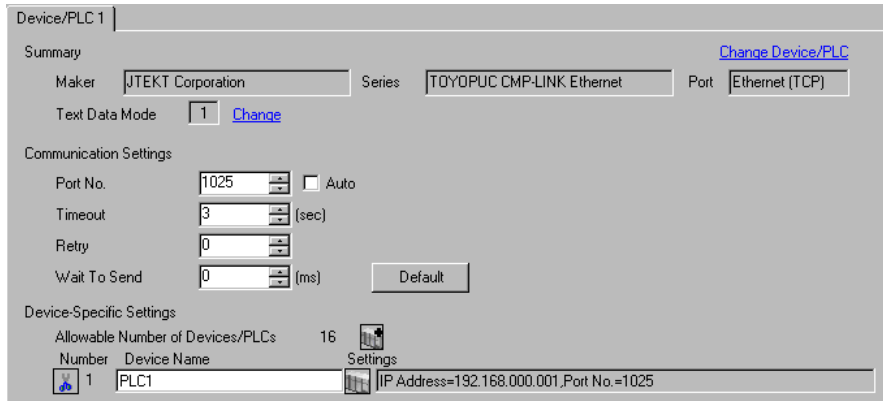 Device/PLC 1
Summary Change Device/PLC
Maker JTEKT Corporation Series TOYOPUC CMP-LINK Ethernet Port Ethernet (TCP)
Text Data Mode 1 Change
Communication Settings
Port No. 1025 Auto
Timeout 3 (sec)
Retry 0
Wait To Send 0 (ms) Default
Device-Specific Settings
Allowable Number of Devices/PLCs 16
Number Device Name Settings
1 PLC1 IP Address=192.168.000.001,Port No.=1025